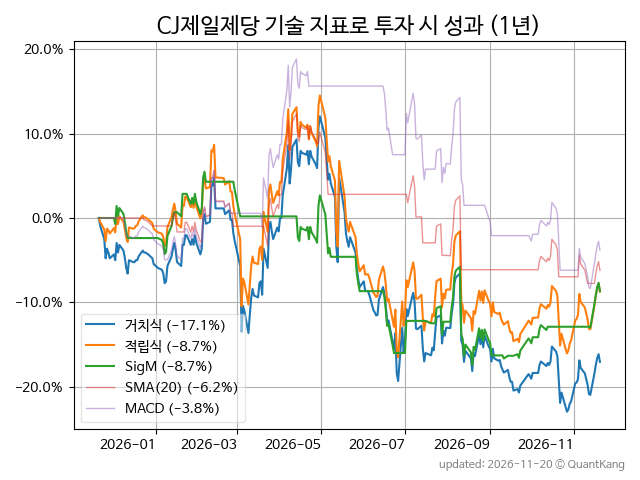 CJ제일제당 기술 지표로 투자 시 성과 (1년)
20.0%
10.0%
0.0%
−10.0%
−20.0%
거치식 (−17.1%)
적립식 (−8.7%)
SigM (−8.7%)
SMA(20) (−6.2%)
MACD (−3.8%)
2026-01 2026-03 2026-05 2026-07 2026-09 2026-11
updated: 2026-11-20 © QuantKang